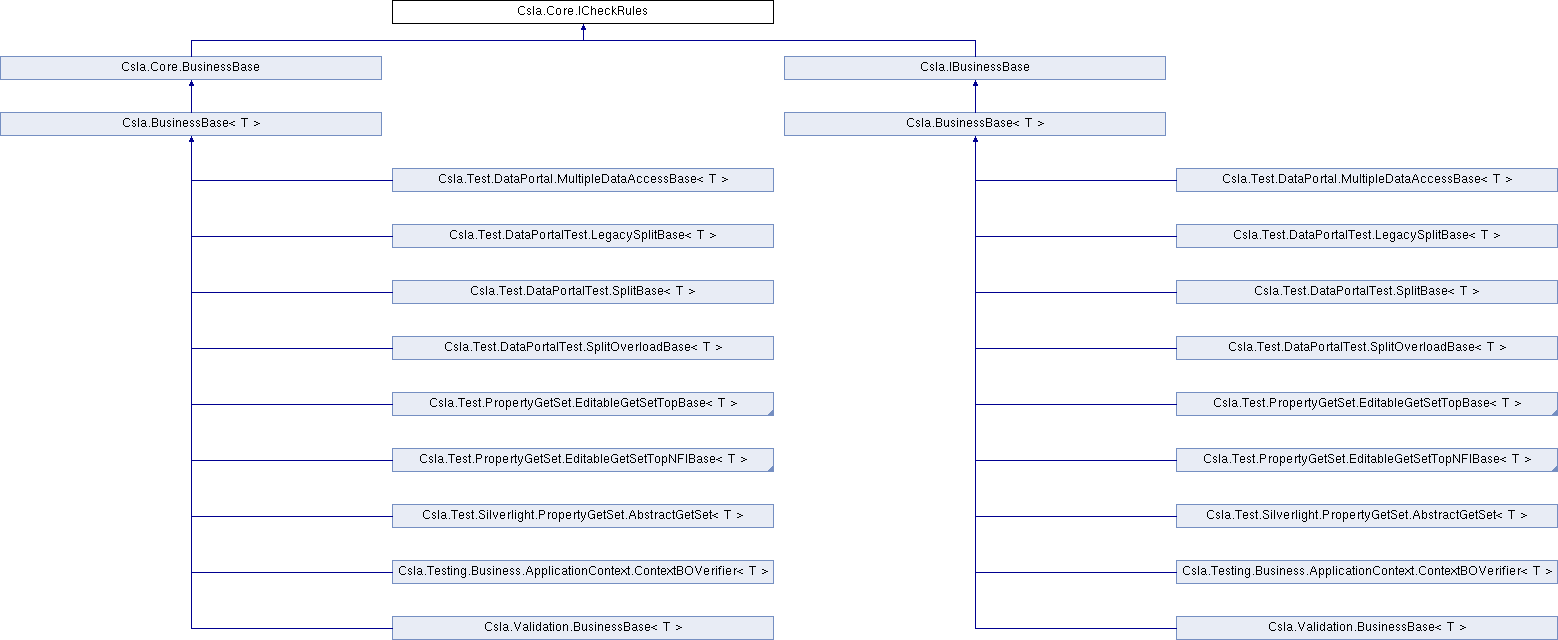 Csla.Core.ICheckRules
Csla.Core.BusinessBase
Csla.IBusinessBase
Csla.BusinessBase< T >
Csla.BusinessBase< T >
Csla.Test.DataPortal.MultipleDataAccessBase< T >
Csla.Test.DataPortal.MultipleDataAccessBase< T >
Csla.Test.DataPortalTest.LegacySplitBase< T >
Csla.Test.DataPortalTest.LegacySplitBase< T >
Csla.Test.DataPortalTest.SplitBase< T >
Csla.Test.DataPortalTest.SplitBase< T >
Csla.Test.DataPortalTest.SplitOverloadBase< T >
Csla.Test.DataPortalTest.SplitOverloadBase< T >
Csla.Test.PropertyGetSet.EditableGetSetTopBase< T >
Csla.Test.PropertyGetSet.EditableGetSetTopBase< T >
Csla.Test.PropertyGetSet.EditableGetSetTopNFIBase< T >
Csla.Test.PropertyGetSet.EditableGetSetTopNFIBase< T >
Csla.Test.Silverlight.PropertyGetSet.AbstractGetSet< T >
Csla.Test.Silverlight.PropertyGetSet.AbstractGetSet< T >
Csla.Testing.Business.ApplicationContext.ContextBOVerifier< T >
Csla.Testing.Business.ApplicationContext.ContextBOVerifier< T >
Csla.Validation.BusinessBase< T >
Csla.Validation.BusinessBase< T >